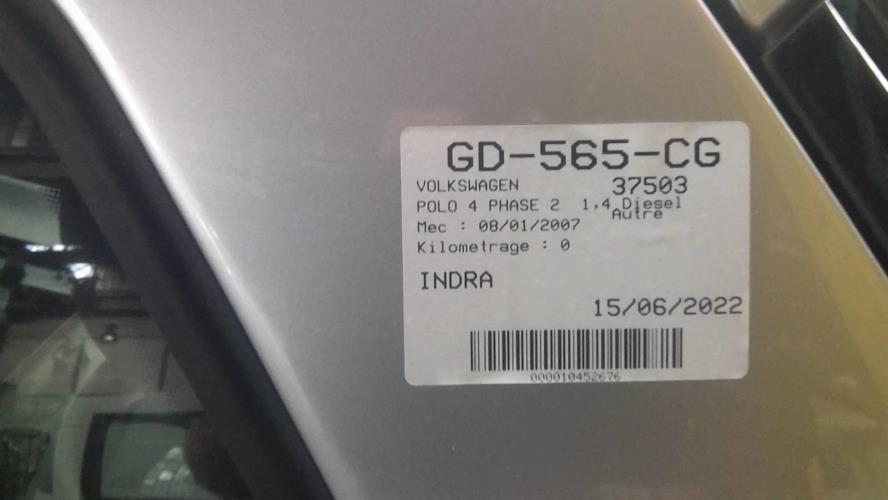 GD-565-CG
VOLKSWAGEN 37503
POLO 4 PHASE 2 1,4 Diesel
Autre
Mec : 08/01/2007
Kilometrage : 0
INDRA
15/06/2022
000010452676